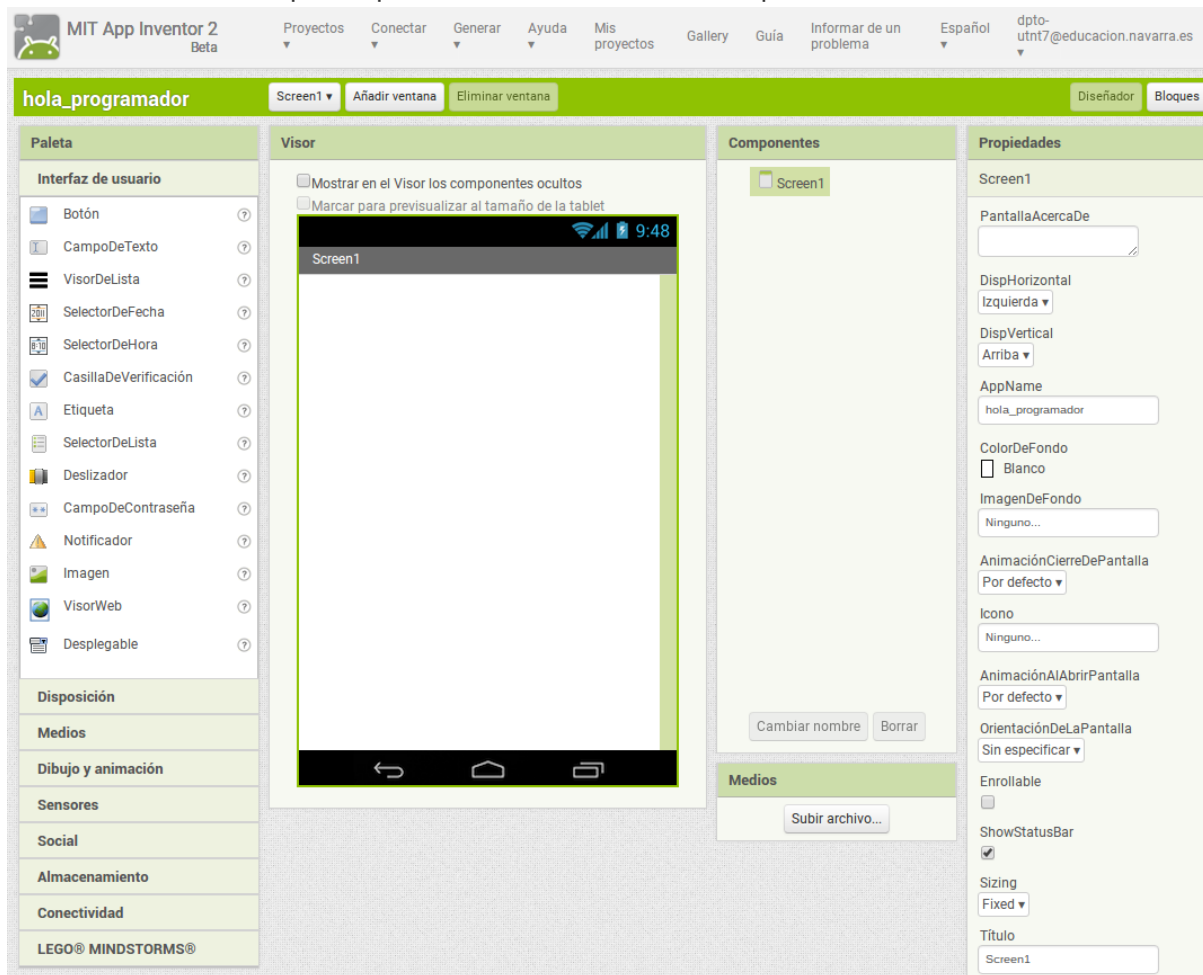 MIT App Inventor 2
Beta
Proyectos
Conectar
Generar
Ayuda
Mis
proyectos
Gallery
Guía
Informar de un
problema
Español
dpto-
utnt7@educacion.navarra.es
hola_programador
Screen1
Añadir ventana
Eliminar ventana
Diseñador
Bloques
Paleta
Interfaz de usuario
Botón
CampoDeTexto
VisorDeLista
SelectorDeFecha
SelectorDeHora
CasillaDeVerificación
Etiqueta
SelectorDeLista
Deslizador
CampoDeContraseña
Notificador
Imagen
VisorWeb
Desplegable
Disposición
Medios
Dibujo y animación
Sensores
Social
Almacenamiento
Conectividad
LEGO® MINDSTORMS®
Visor
Mostrar en el Visor los componentes ocultos
Marcar para previsualizar al tamaño de la tablet
9:48
Screen1
Componentes
Screen1
Cambiar nombre
Borrar
Medios
Subir archivo...
Propiedades
Screen1
PantallaAcercaDe
DispHorizontal
Izquierda
DispVertical
Arriba
AppName
hola_programador
ColorDeFondo
Blanco
ImagenDeFondo
Ninguno...
AnimaciónCierreDePantalla
Por defecto
Icono
Ninguno...
AnimaciónAlAbrirPantalla
Por defecto
OrientaciónDeLaPantalla
Sin especificar
Enrollable
ShowStatusBar
Sizing
Fixed
Título
Screen1